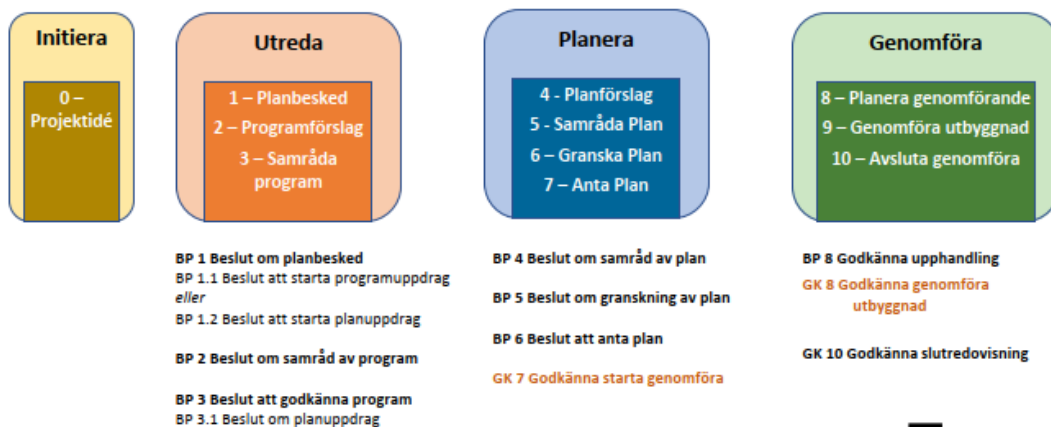 Initiera
0 –
Projektidé
Utreda
1 – Planbesked
2 – Programförslag
3 – Samråda
program
Planera
4 - Planförslag
5 - Samråda Plan
6 – Granska Plan
7 – Anta Plan
Genomföra
8 – Planera genomförande
9 – Genomföra utbyggnad
10 – Avsluta genomföra
BP 1 Beslut om planbesked
BP 1.1 Beslut att starta programuppdrag
eller
BP 1.2 Beslut att starta planuppdrag
BP 2 Beslut om samråd av program
BP 3 Beslut att godkänna program
BP 3.1 Beslut om planuppdrag
BP 4 Beslut om samråd av plan
BP 5 Beslut om granskning av plan
BP 6 Beslut att anta plan
GK 7 Godkänna starta genomföra
BP 8 Godkänna upphandling
GK 8 Godkänna genomföra
utbyggnad
GK 10 Godkänna slutredovisning